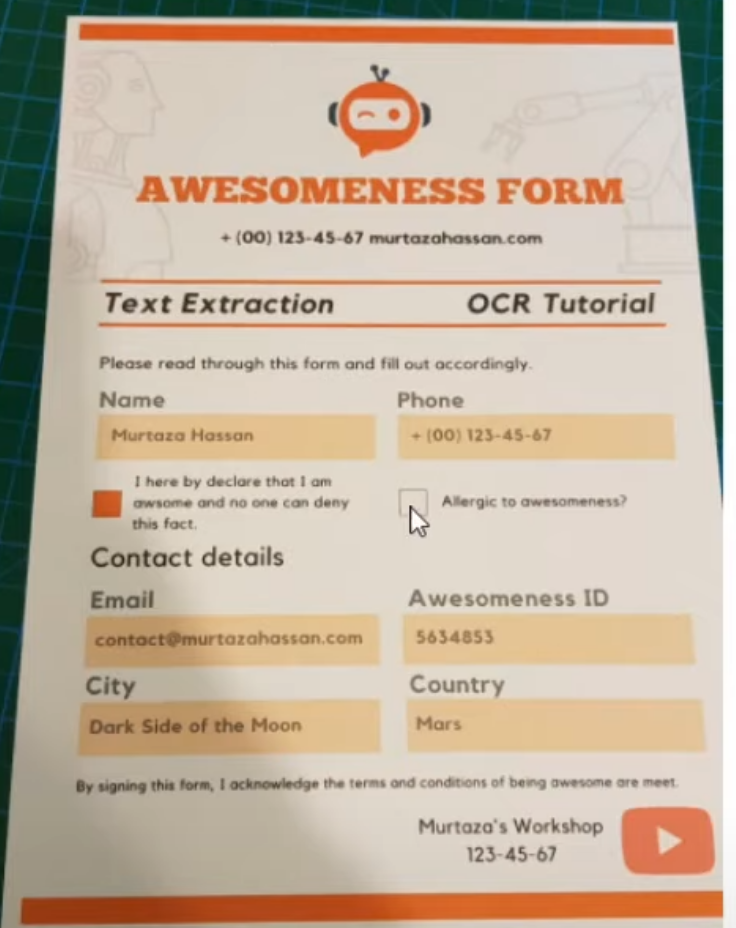 AWESOMENESS FORM
+ (00) 123-45-67 murtazahassan.com
Text Extraction OCR Tutorial
Please read through this form and fill out accordingly.
Name Phone
Murtaza Hassan + (00) 123-45-67
I here by declare that I am
awsome and no one can deny
this fact.
Allergic to awesomeness?
Contact details
Email Awesomeness ID
contact@murtazahassan.com 5634853
City Country
Dark Side of the Moon Mars
By signing this form, I acknowledge the terms and conditions of being awesome are meet.
Murtaza's Workshop
123-45-67